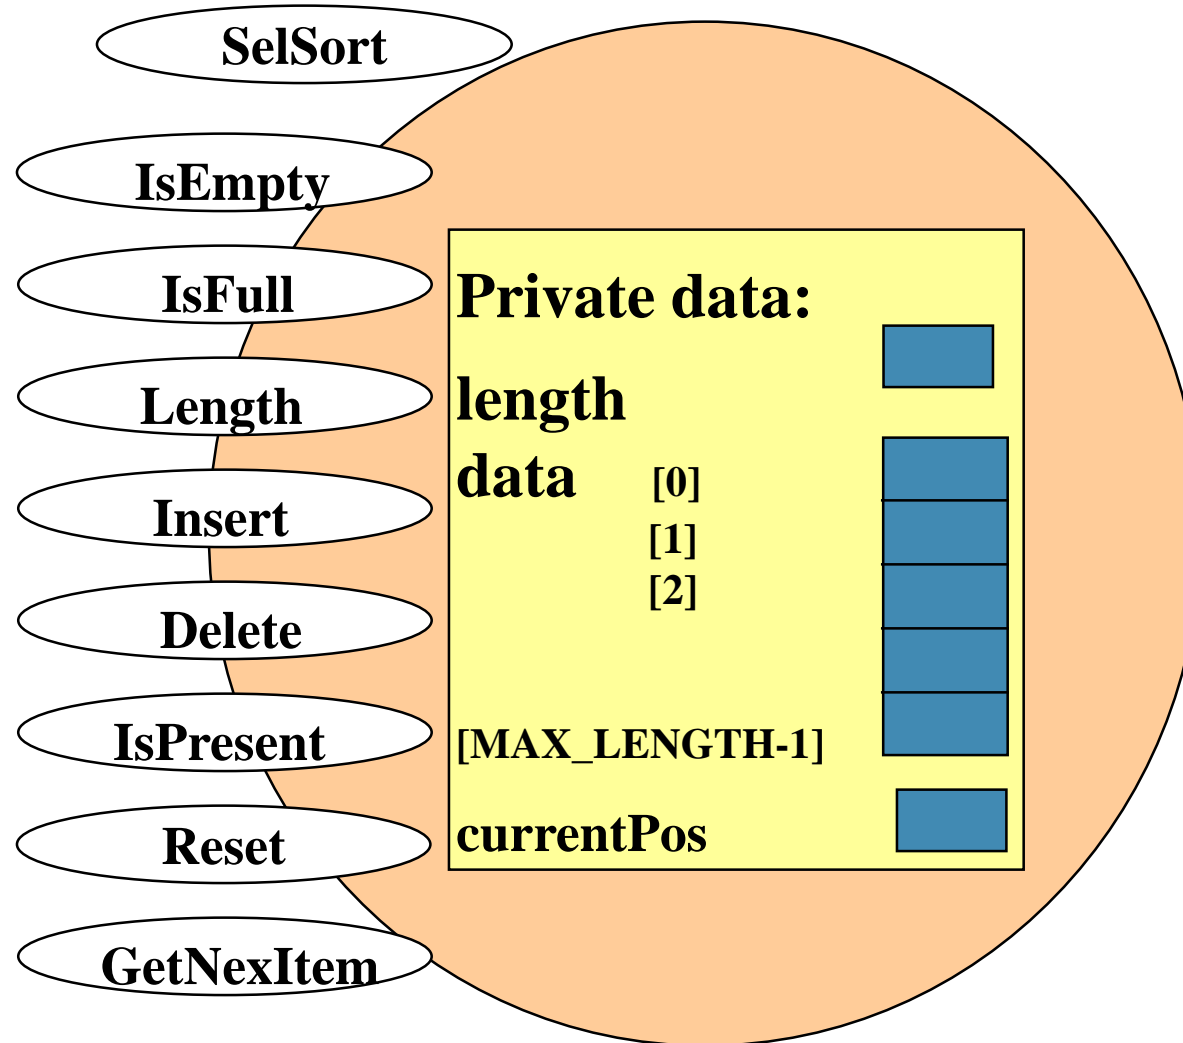 SelSort
IsEmpty
IsFull
Length
Insert
Delete
IsPresent
Reset
GetNexItem
Private data:
length
data [0]
[1]
[2]
[MAX_LENGTH-1]
currentPos